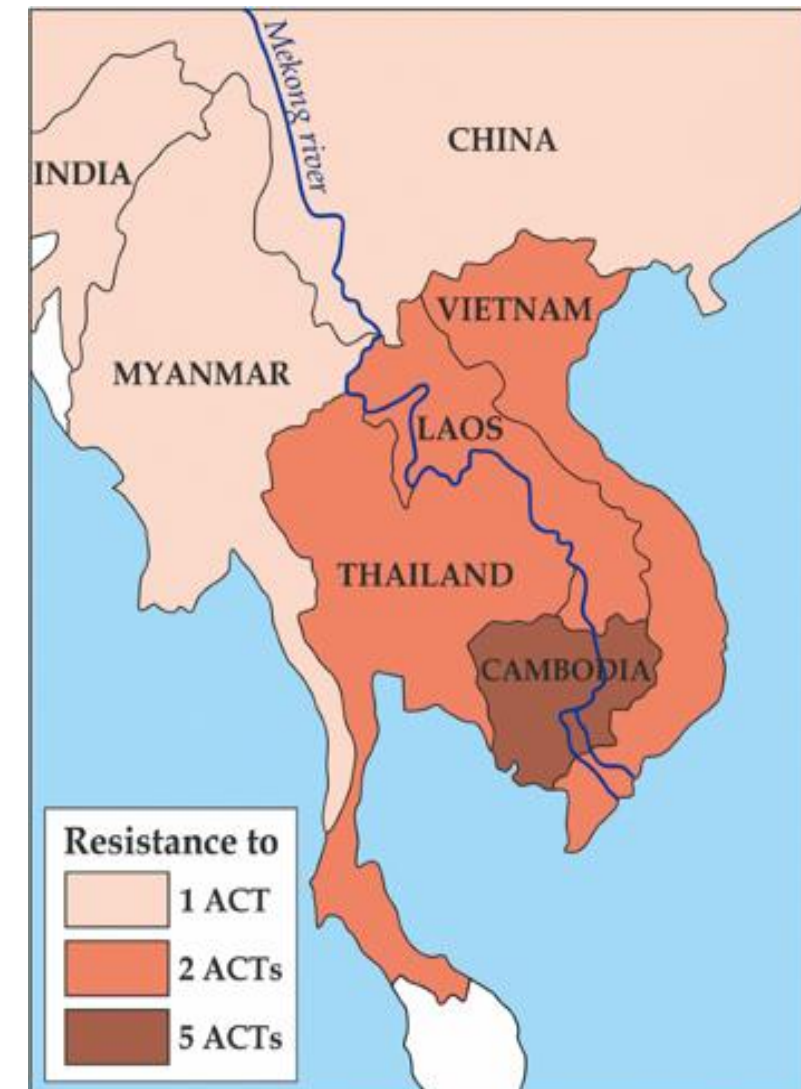 Mekong river
CHINA
INDIA
VIETNAM
MYANMAR
LAOS
THAILAND
CAMBODIA
Resistance to
1 ACT
2 ACTs
5 ACTs